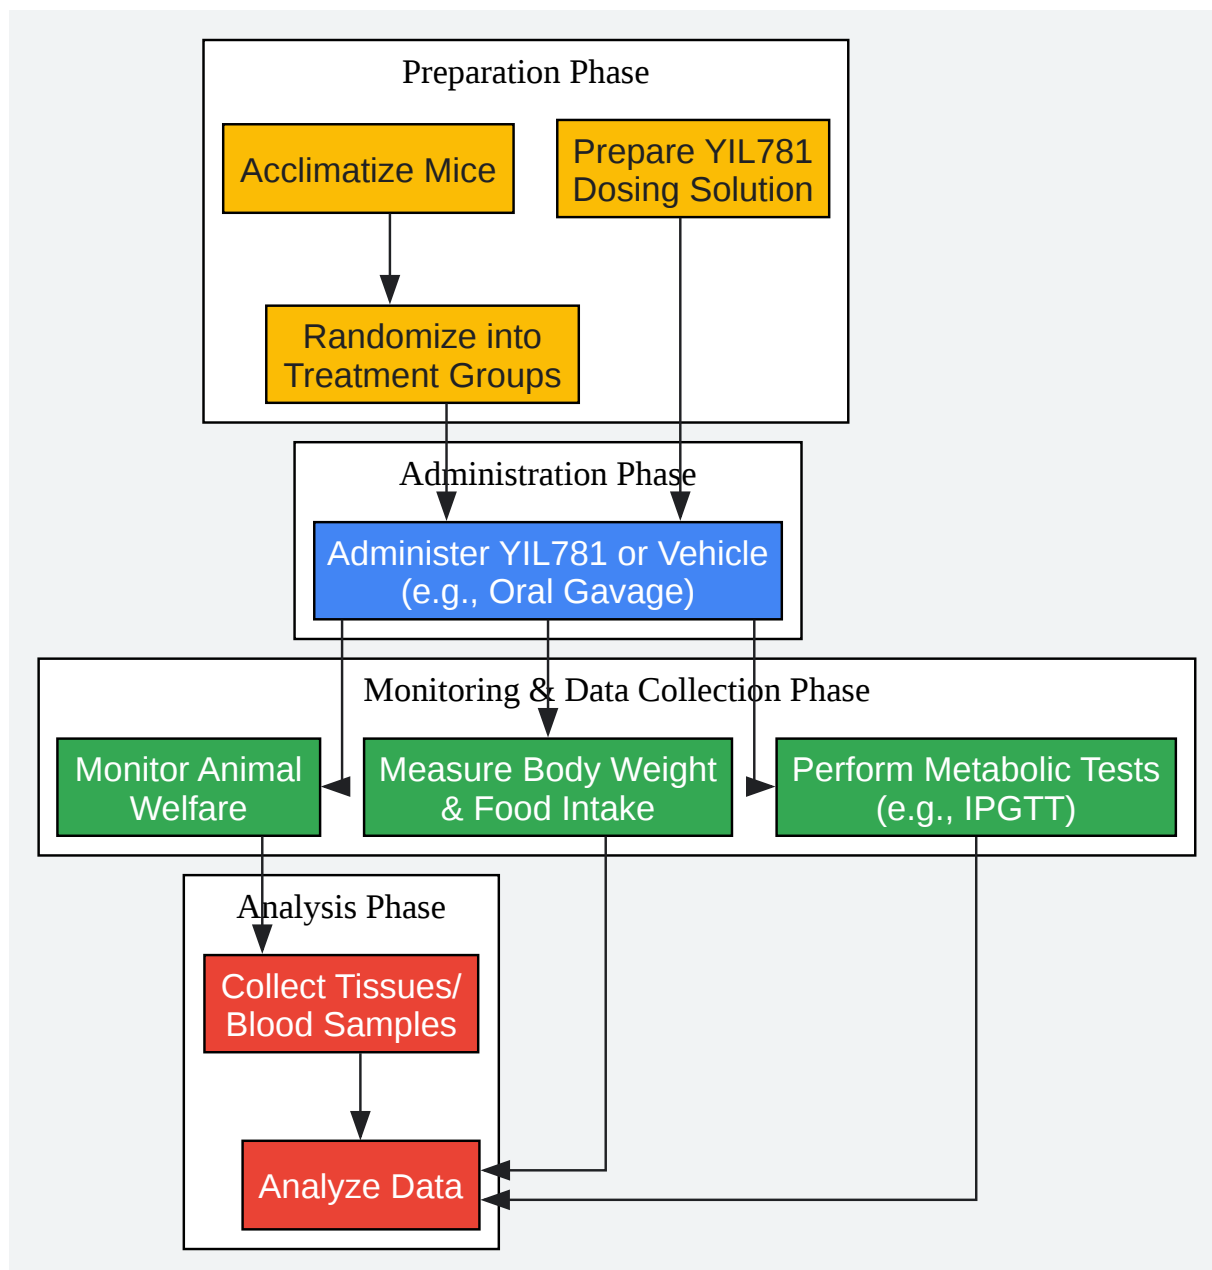 Preparation Phase
Acclimatize Mice
Prepare YIL781
Dosing Solution
Randomize into
Treatment Groups
Administration Phase
Administer YIL781 or Vehicle
(e.g., Oral Gavage)
Monitoring & Data Collection Phase
Monitor Animal
Welfare
Measure Body Weight
& Food Intake
Perform Metabolic Tests
(e.g., IPGTT)
Analysis Phase
Collect Tissues/
Blood Samples
Analyze Data